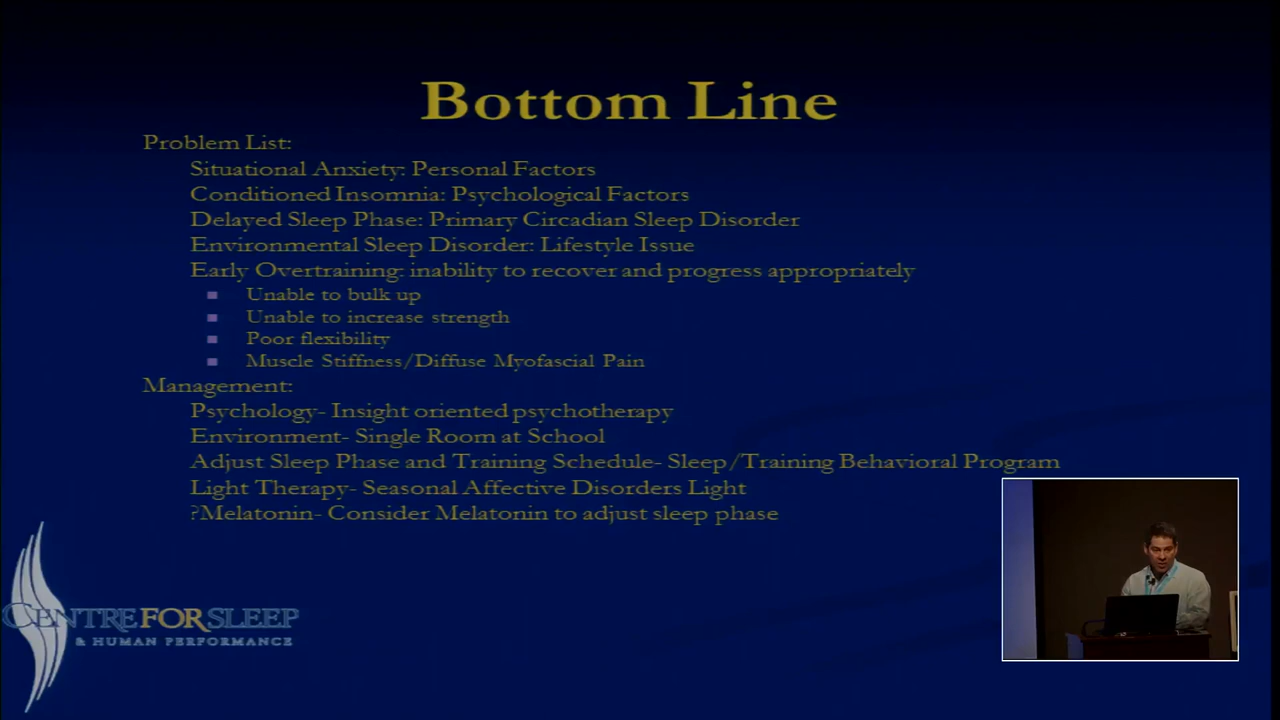 Bottom Line
Problem List:
Situational Anxiety: Personal Factors
Conditioned Insomnia: Psychological Factors
Delayed Sleep Phase: Primary Circadian Sleep Disorder
Environmental Sleep Disorder: Lifestyle Issue
Early Overtraining: inability to recover and progress appropriately
Unable to bulk up
Unable to increase strength
Poor flexibility
Muscle Stiffness/Diffuse Myofascial Pain
Management:
Psychology- Insight oriented psychotherapy
Environment- Single Room at School
Adjust Sleep Phase and Training Schedule- Sleep/Training Behavioral Program
Light Therapy- Seasonal Affective Disorders Light
?Melatonin- Consider Melatonin to adjust sleep phase
CENTRE FOR SLEEP
& HUMAN PERFORMANCE